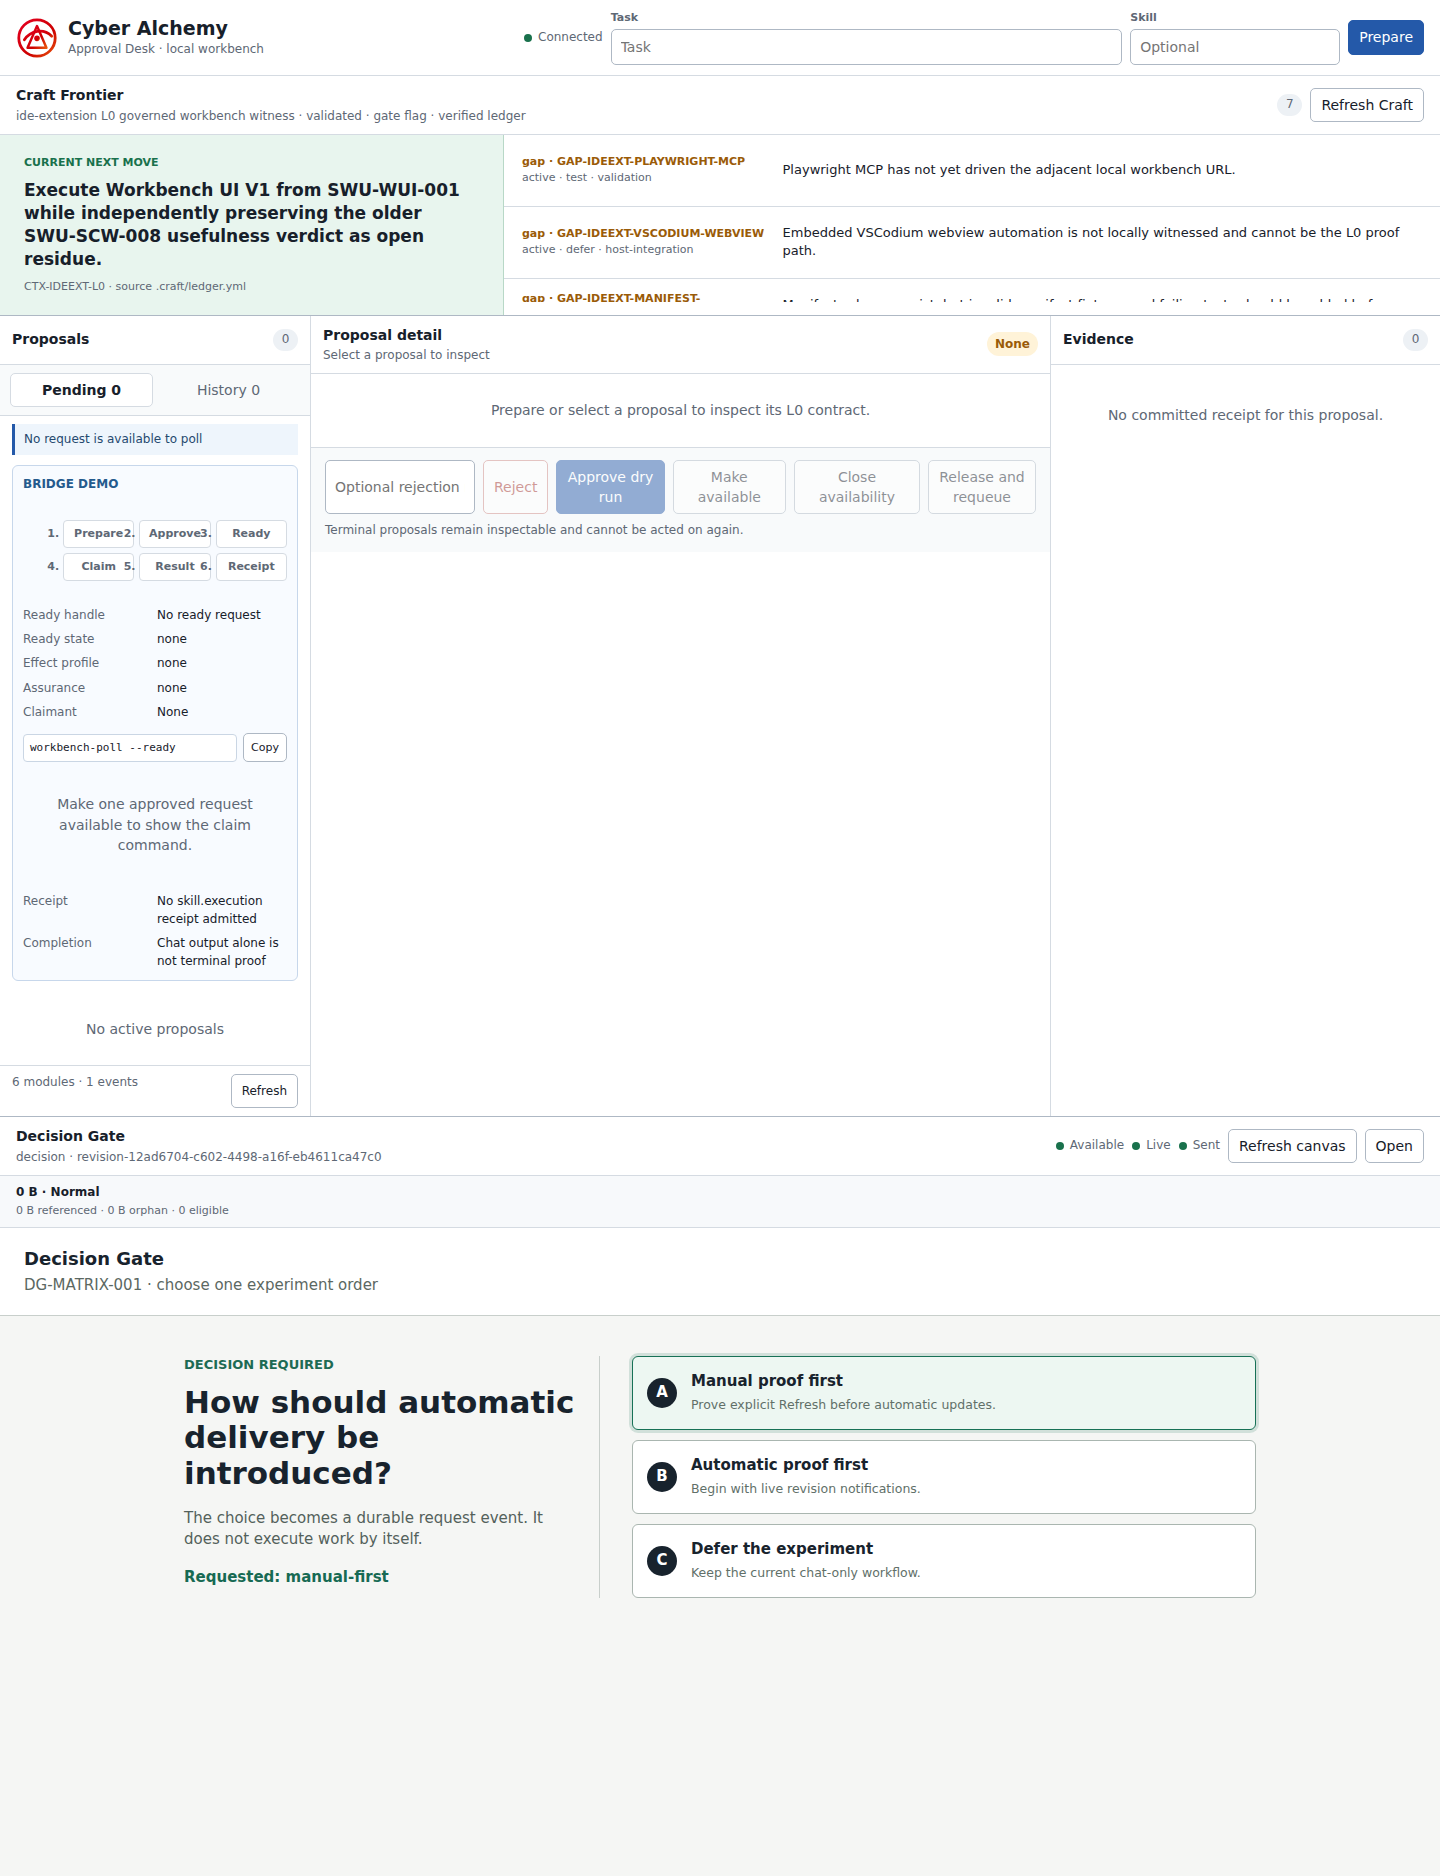 Cyber Alchemy
Approval Desk · local workbench
Connected
Task
Task
Skill
Optional
Prepare
Craft Frontier
ide-extension L0 governed workbench witness · validated · gate flag · verified ledger
7
Refresh Craft
CURRENT NEXT MOVE
Execute Workbench UI V1 from SWU-WUI-001
while independently preserving the older
SWU-SCW-008 usefulness verdict as open
residue.
CTX-IDEEXT-L0 · source .craft/ledger.yml
gap · GAP-IDEEXT-PLAYWRIGHT-MCP
active · test · validation
Playwright MCP has not yet driven the adjacent local workbench URL.
gap · GAP-IDEEXT-VSCODIUM-WEBVIEW
active · defer · host-integration
Embedded VSCodium webview automation is not locally witnessed and cannot be the L0 proof
path.
gap · GAP-IDEEXT-MANIFEST-
Proposals
0
Pending 0
History 0
No request is available to poll
BRIDGE DEMO
1. Prepare 2. Approve 3. Ready
4. Claim 5. Result 6. Receipt
Ready handle No ready request
Ready state none
Effect profile none
Assurance none
Claimant None
workbench-poll --ready
Copy
Make one approved request
available to show the claim
command.
Receipt No skill.execution
receipt admitted
Completion Chat output alone is
not terminal proof
No active proposals
6 modules · 1 events
Refresh
Proposal detail
Select a proposal to inspect
None
Prepare or select a proposal to inspect its L0 contract.
Optional rejection
Reject
Approve dry
run
Make
available
Close
availability
Release and
requeue
Terminal proposals remain inspectable and cannot be acted on again.
Evidence
0
No committed receipt for this proposal.
Decision Gate
decision · revision-12ad6704-c602-4498-a16f-eb4611ca47c0
Available
Live
Sent
Refresh canvas
Open
0 B · Normal
0 B referenced · 0 B orphan · 0 eligible
Decision Gate
DG-MATRIX-001 · choose one experiment order
DECISION REQUIRED
How should automatic
delivery be
introduced?
The choice becomes a durable request event. It
does not execute work by itself.
Requested: manual-first
A
Manual proof first
Prove explicit Refresh before automatic updates.
B
Automatic proof first
Begin with live revision notifications.
C
Defer the experiment
Keep the current chat-only workflow.